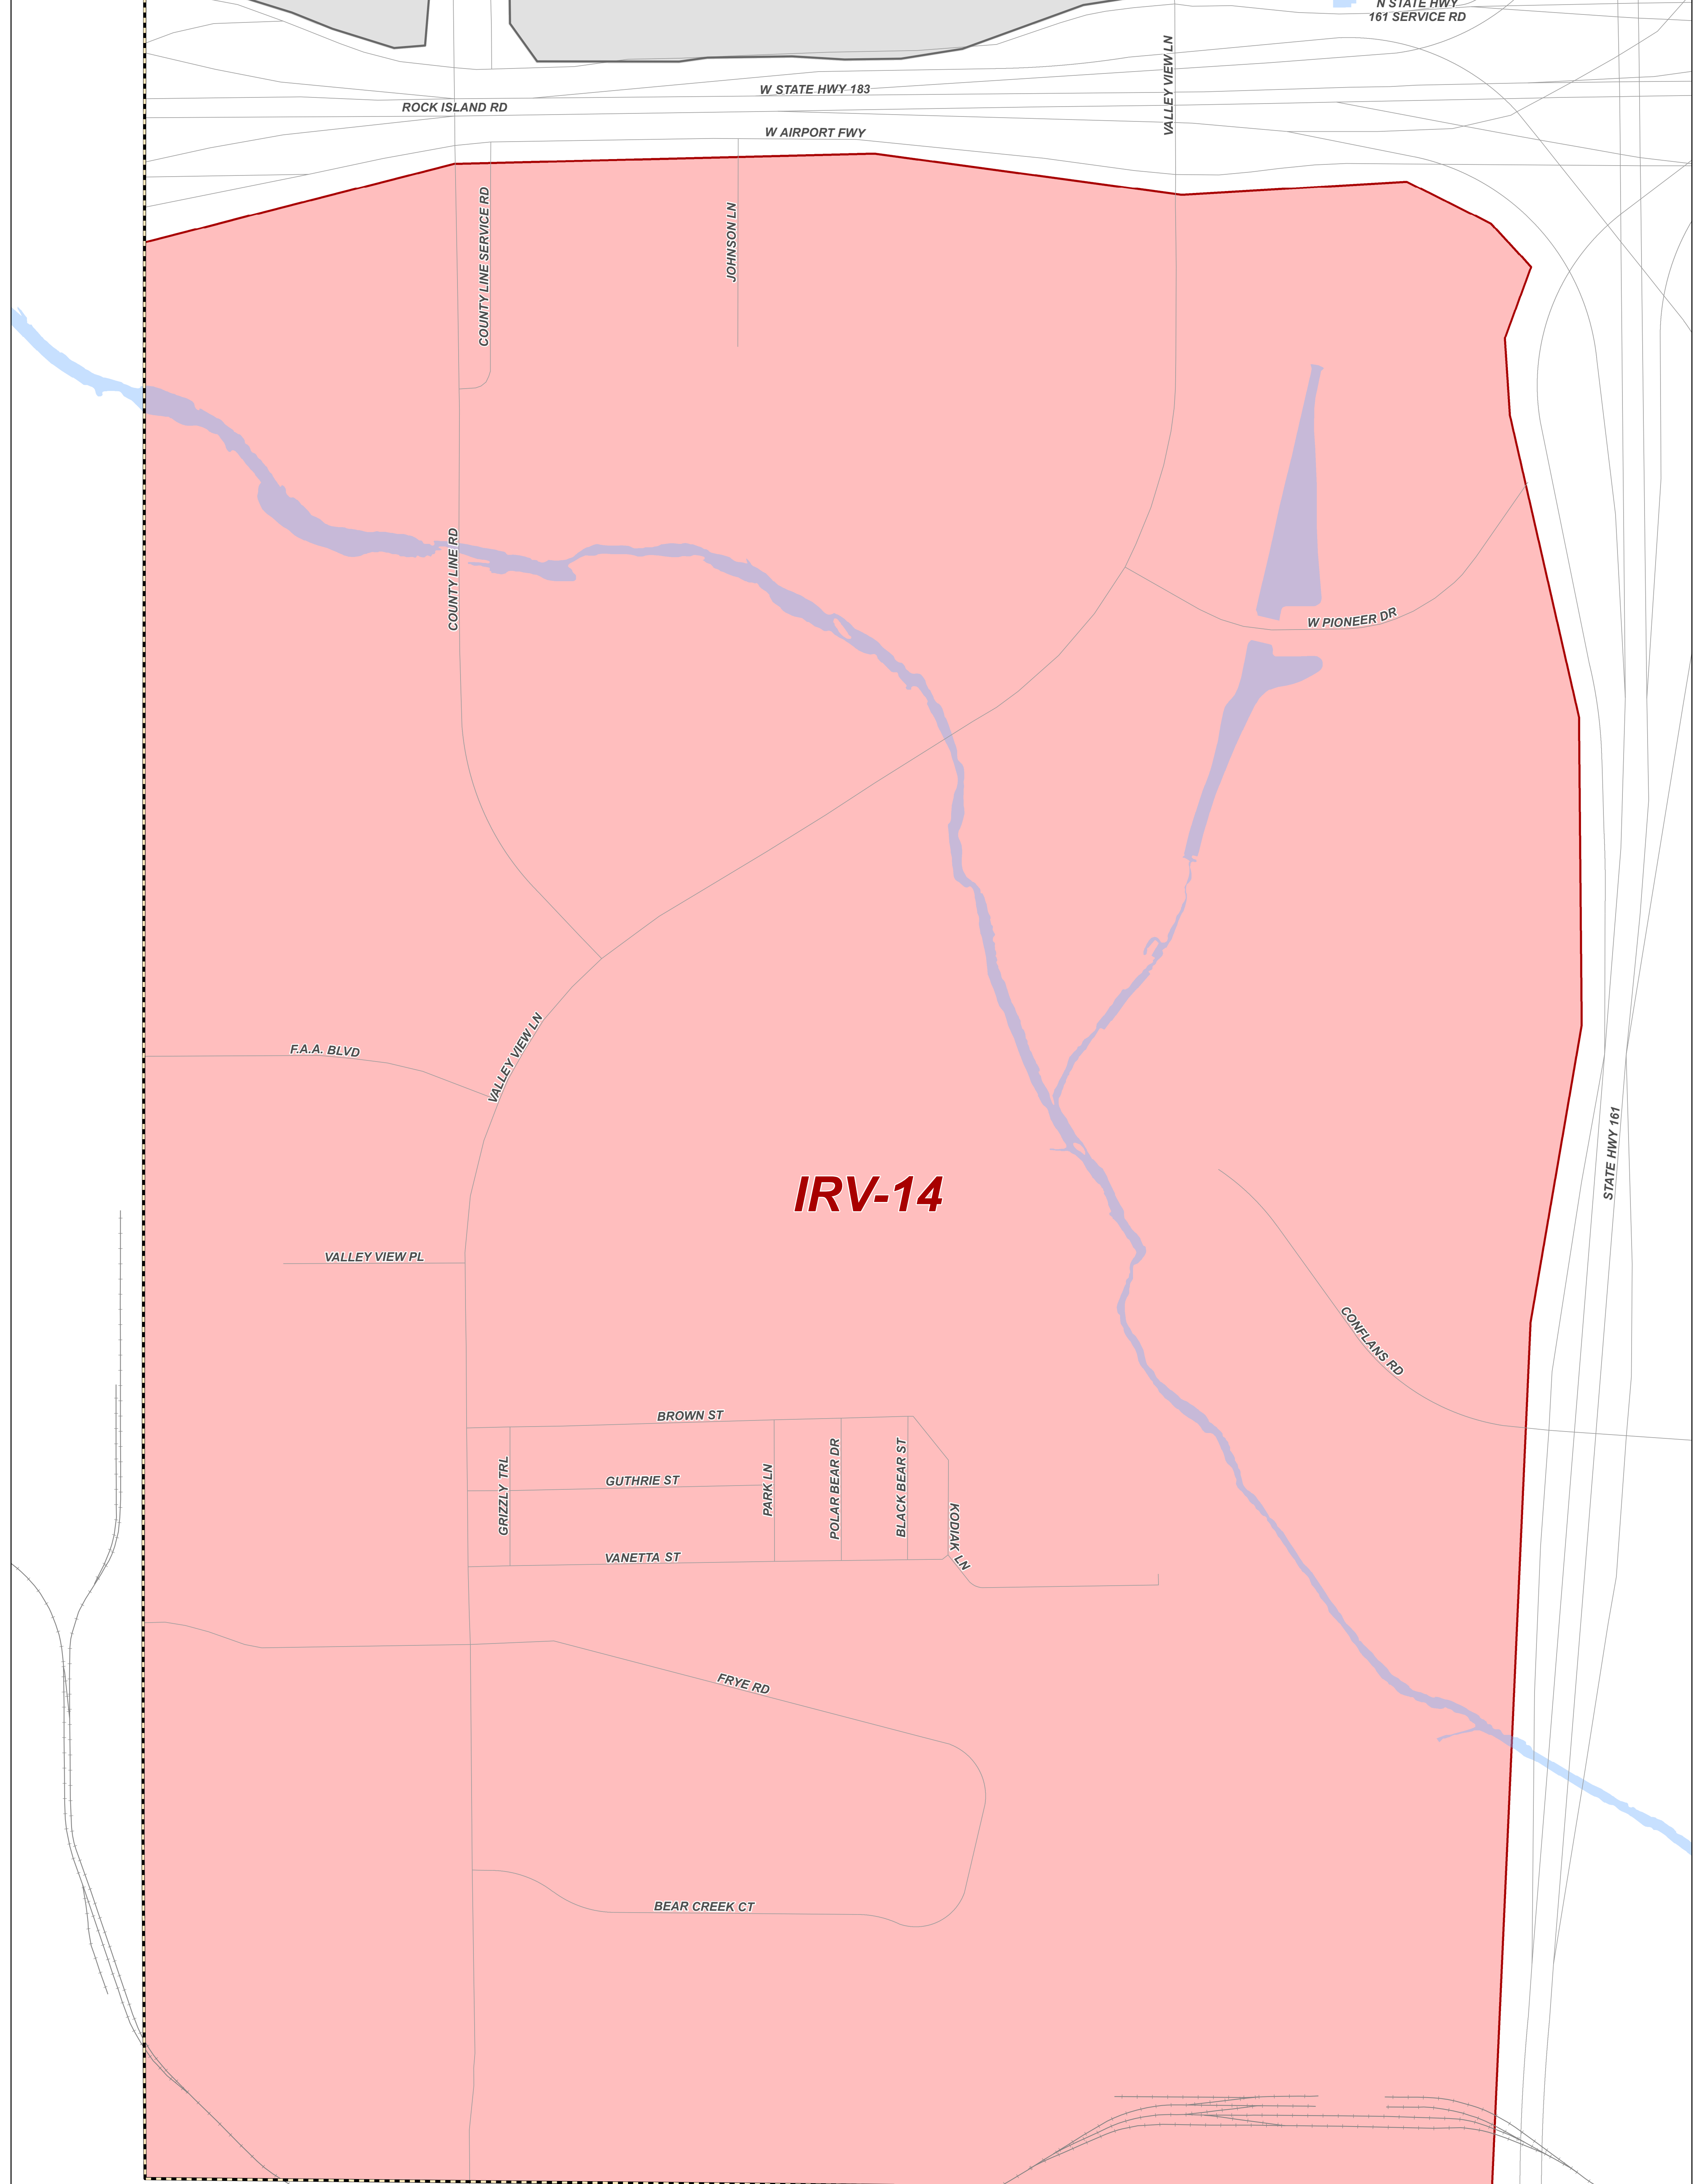 N STATE HWY
161 SERVICE RD
VALLEY VIEW LN
W STATE HWY 183
ROCK ISLAND RD
W AIRPORT FWY
COUNTY LINE SERVICE RD
JOHNSON LN
COUNTY LINE RD
W PIONEER DR
VALLEY VIEW LN
F.A.A. BLVD
STATE HWY 161
IRV-14
VALLEY VIEW PL
CONFLANS RD
BROWN ST
GRIZZLY TRL
GUTHRIE ST
PARK LN
POLAR BEAR DR
BLACK BEAR ST
KODIAK LN
VANETTA ST
FRYE RD
BEAR CREEK CT